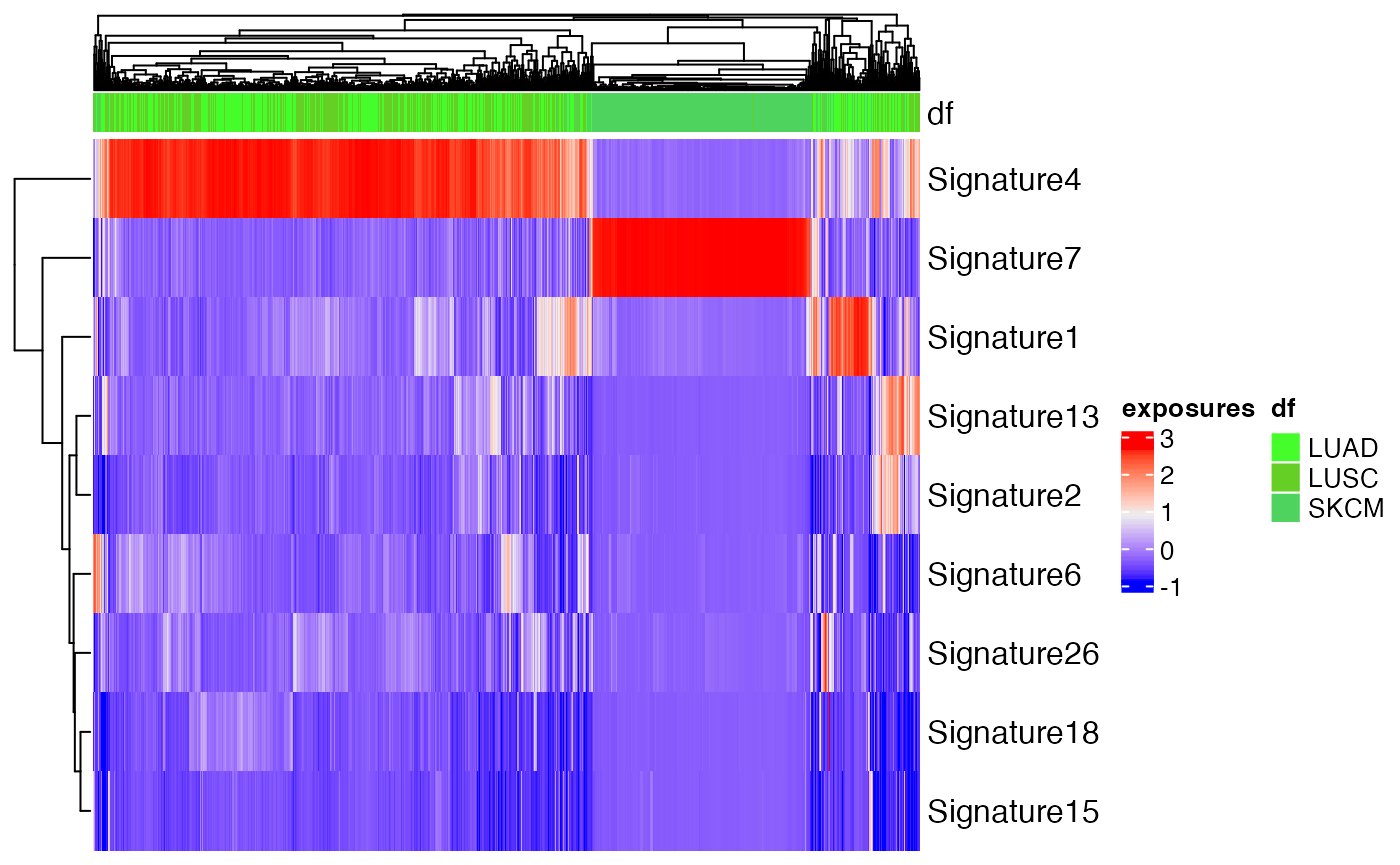 df
Signature4
Signature7
Signature1
Signature13
Signature2
Signature6
Signature26
Signature18
Signature15
exposures
3
2
1
0
-1
df
LUAD
LUSC
SKCM